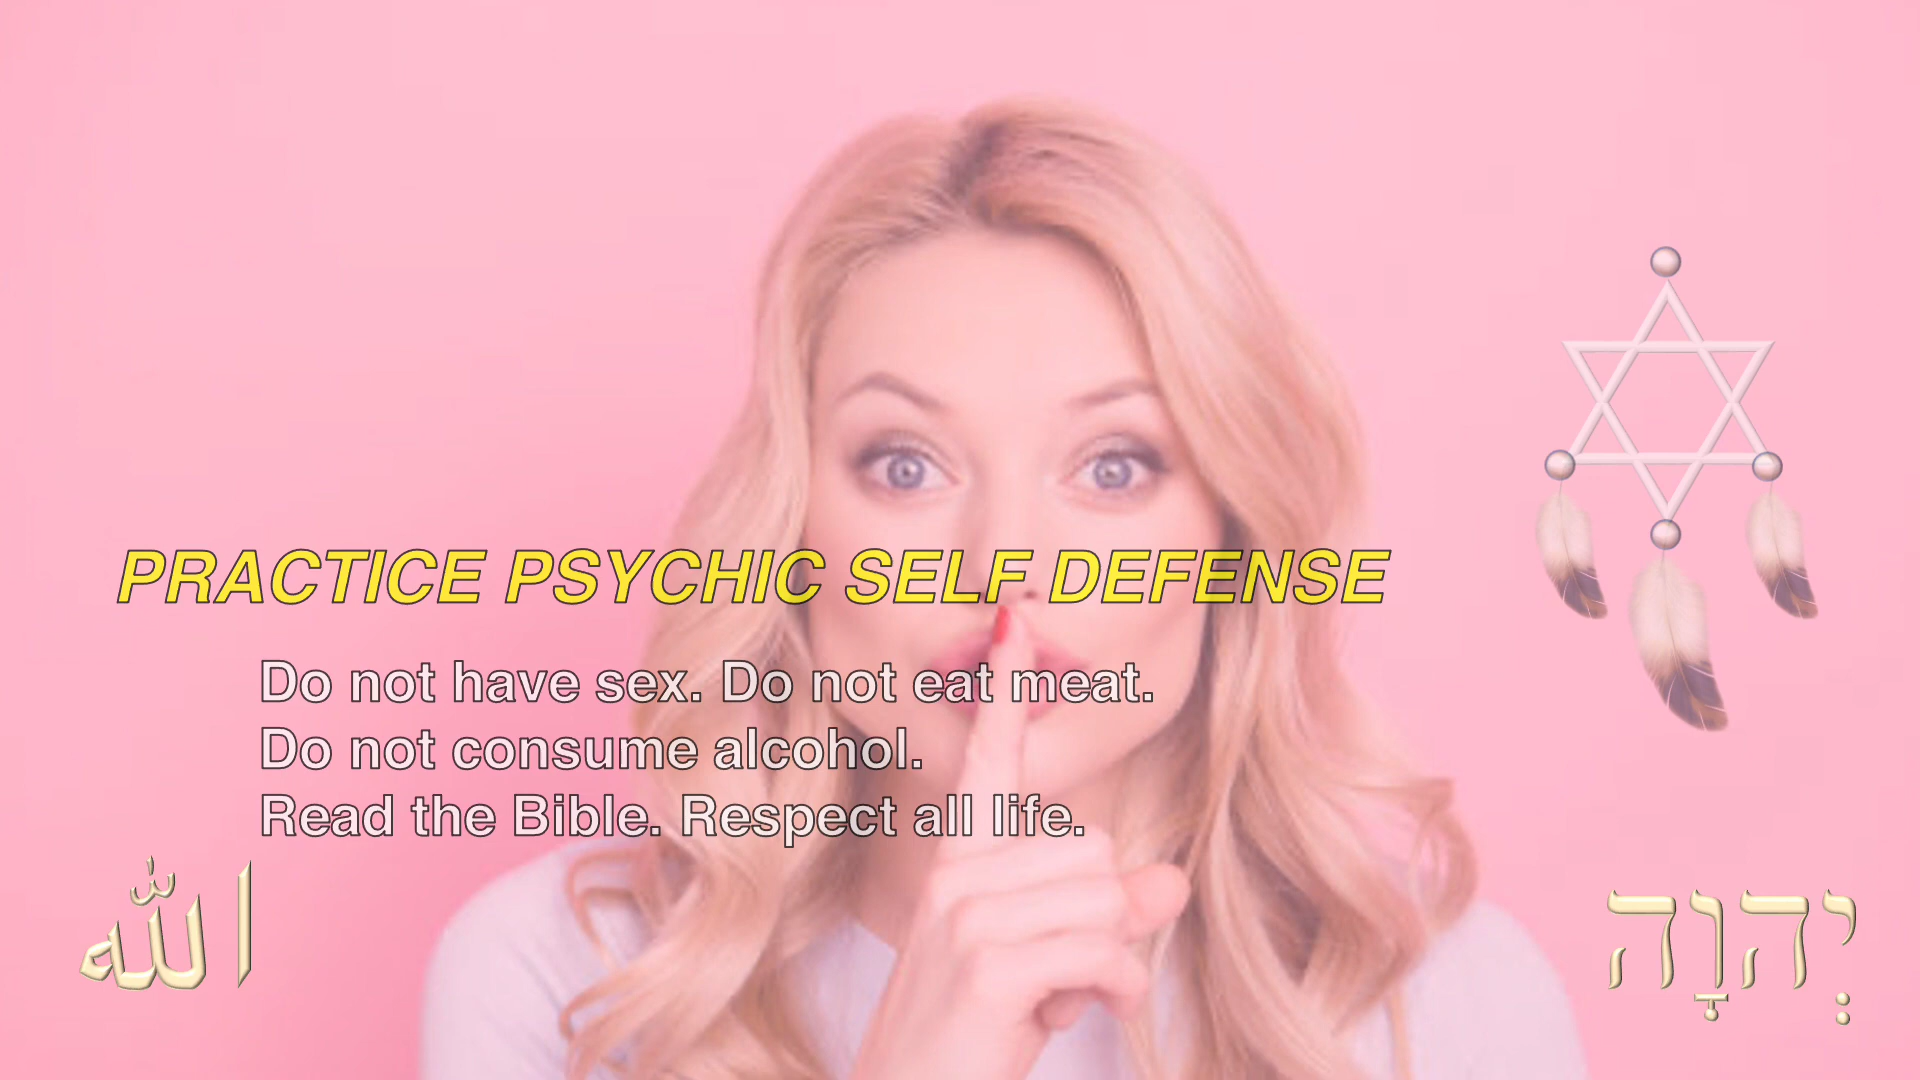 PRACTICE PSYCHIC SELF DEFENSE
Do not have sex. Do not eat meat.
Do not consume alcohol.
Read the Bible. Respect all life.
الله
יְהוָה